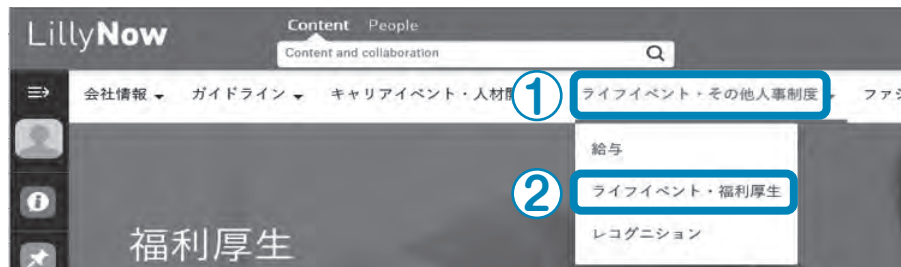 LillyNow
Content People
Content and collaboration
会社情報 ガイドライン キャリアイベント・人材 ① ライフイベント・その他人事制度 ファシ
給与
② ライフイベント・福利厚生
レコグニション
福利厚生